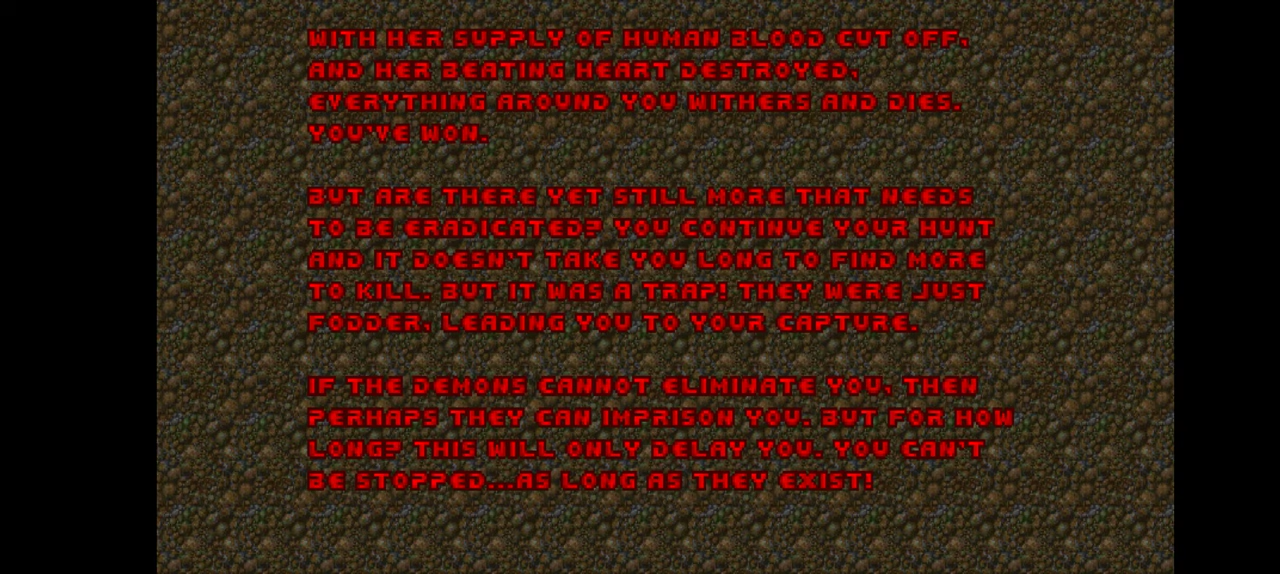 WITH HER SUPPLY OF HUMAN BLOOD CUT OFF,
AND HER BEATING HEART DESTROYED,
EVERYTHING AROUND YOU WITHERS AND DIES.
YOU'VE WON.
BUT ARE THERE YET STILL MORE THAT NEEDS
TO BE ERADICATED? YOU CONTINUE YOUR HUNT
AND IT DOESN'T TAKE YOU LONG TO FIND MORE
TO KILL. BUT IT WAS A TRAP! THEY WERE JUST
FODDER, LEADING YOU TO YOUR CAPTURE.
IF THE DEMONS CANNOT ELIMINATE YOU, THEN
PERHAPS THEY CAN IMPRISON YOU. BUT FOR HOW
LONG? THIS WILL ONLY DELAY YOU. YOU CAN'T
BE STOPPED...AS LONG AS THEY EXIST!